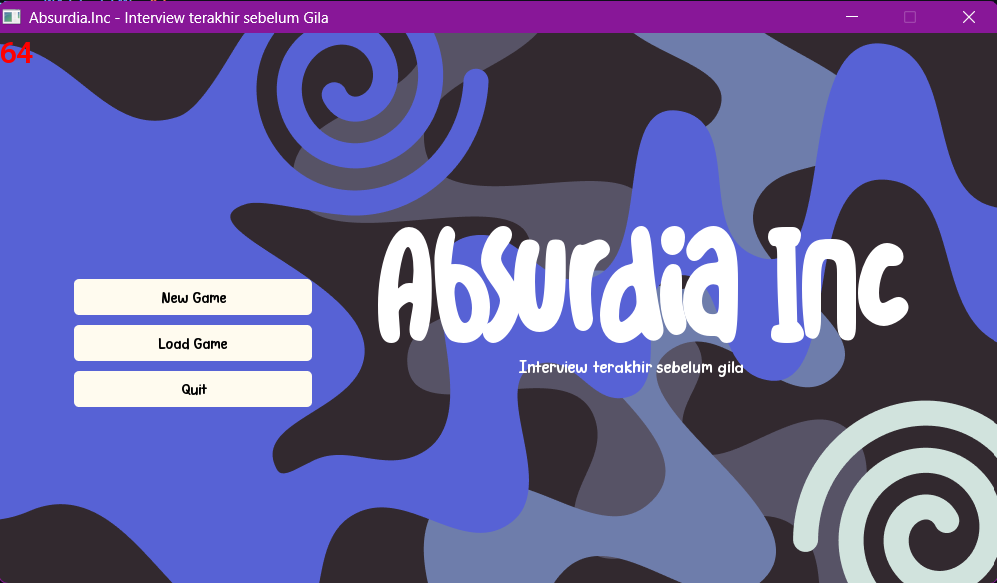 Absurdia.Inc - Interview terakhir sebelum Gila
64
Absurdia Inc
Interview terakhir sebelum gila
New Game
Load Game
Quit